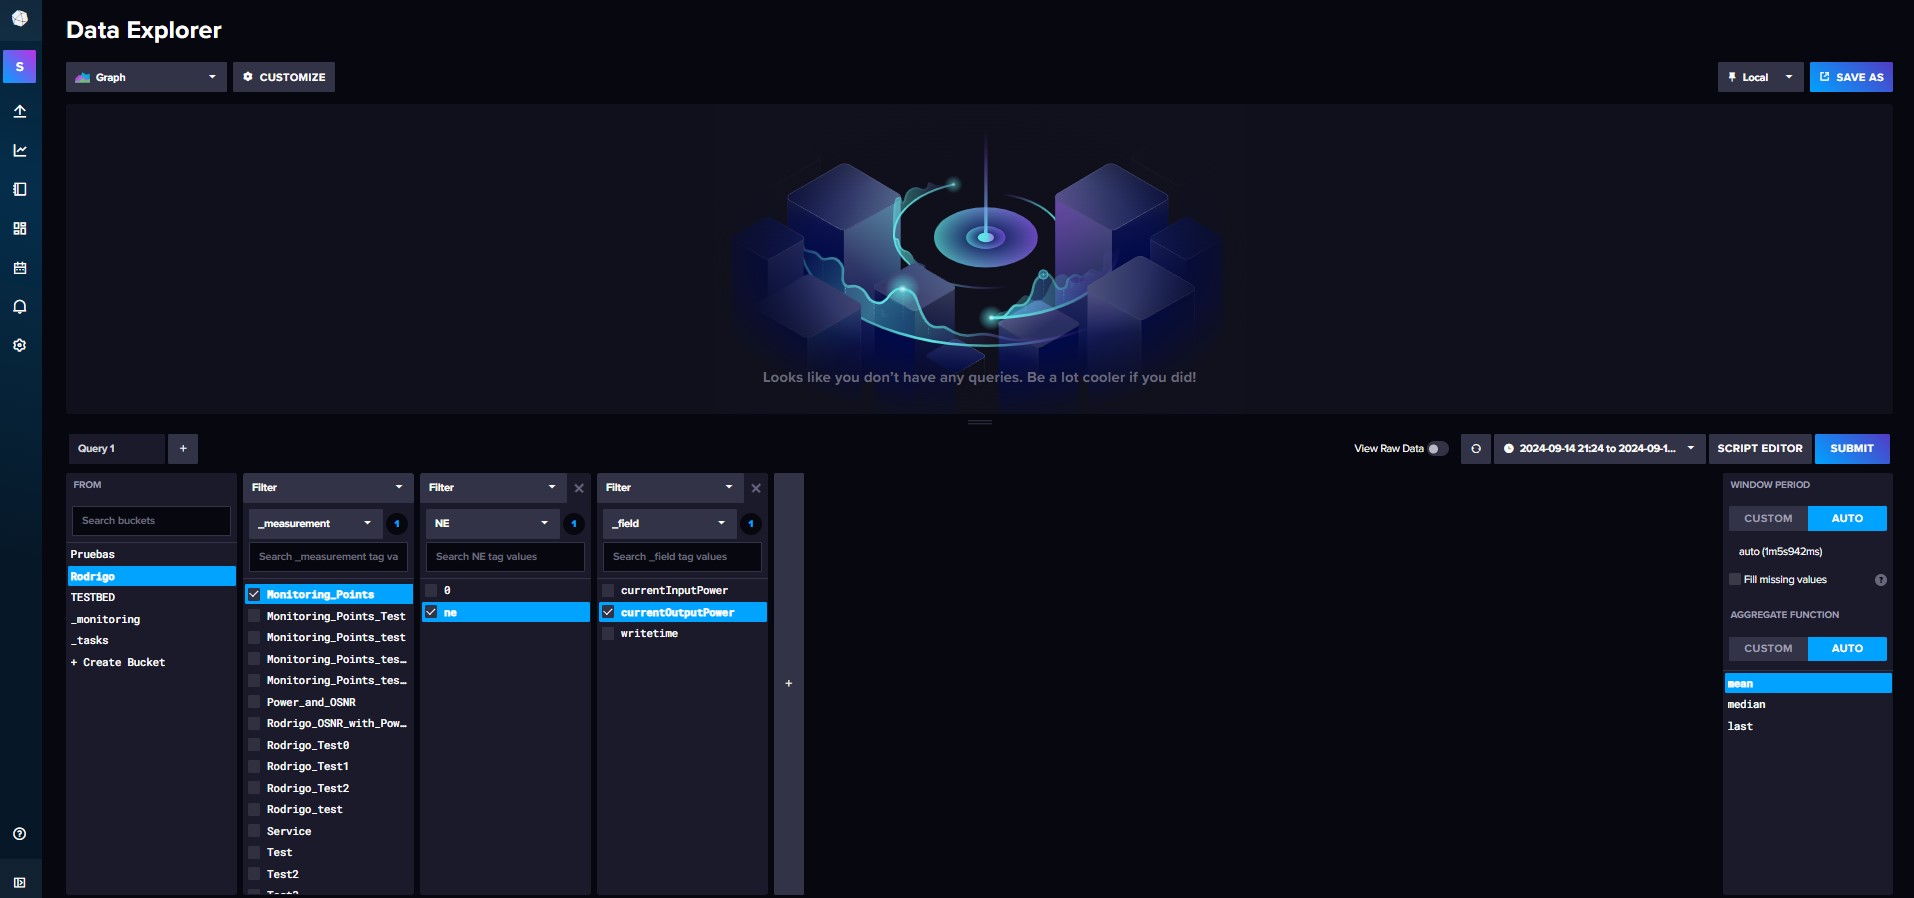 Data Explorer
S
Graph
CUSTOMIZE
Local
SAVE AS
Looks like you don't have any queries. Be a lot cooler if you did!
Query 1
+
View Raw Data
2024-09-14 21:24 to 2024-09-1...
SCRIPT EDITOR
SUBMIT
FROM
Search buckets
Pruebas
Rodrigo
TESTBED
_monitoring
_tasks
+ Create Bucket
Filter
_measurement
1
Search _measurement tag va
Monitoring_Points
Monitoring_Points_Test
Monitoring_Points_test
Monitoring_Points_tes…
Monitoring_Points_tes…
Power_and_OSNR
Rodrigo_OSNR_with_Pow…
Rodrigo_Test0
Rodrigo_Test1
Rodrigo_Test2
Rodrigo_test
Service
Test
Test2
Filter
NE
1
Search NE tag values
0
ne
Filter
_field
1
Search _field tag values
currentInputPower
currentOutputPower
writetime
+
WINDOW PERIOD
CUSTOM
AUTO
auto (1m5s942ms)
Fill missing values
?
AGGREGATE FUNCTION
CUSTOM
AUTO
mean
median
last